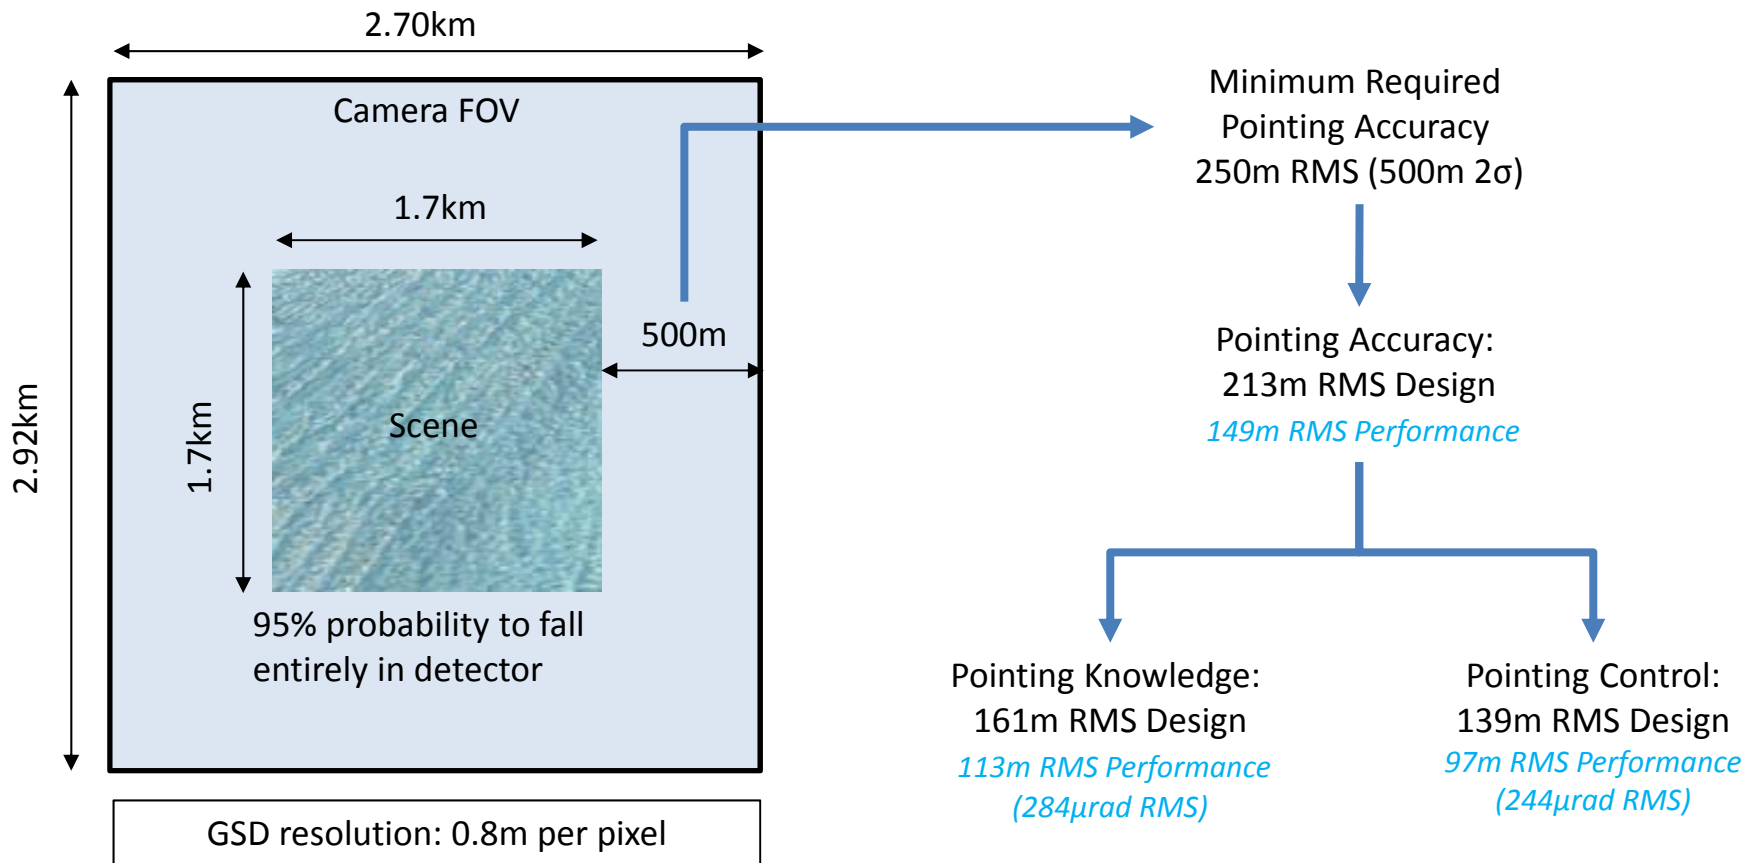 2.70km
Camera FOV
1.7km
2.92km
1.7km
Scene
500m
95% probability to fall
entirely in detector
GSD resolution: 0.8m per pixel
Minimum Required
Pointing Accuracy
250m RMS (500m 2σ)
Pointing Accuracy:
213m RMS Design
149m RMS Performance
Pointing Knowledge:
161m RMS Design
113m RMS Performance
(284μrad RMS)
Pointing Control:
139m RMS Design
97m RMS Performance
(244μrad RMS)